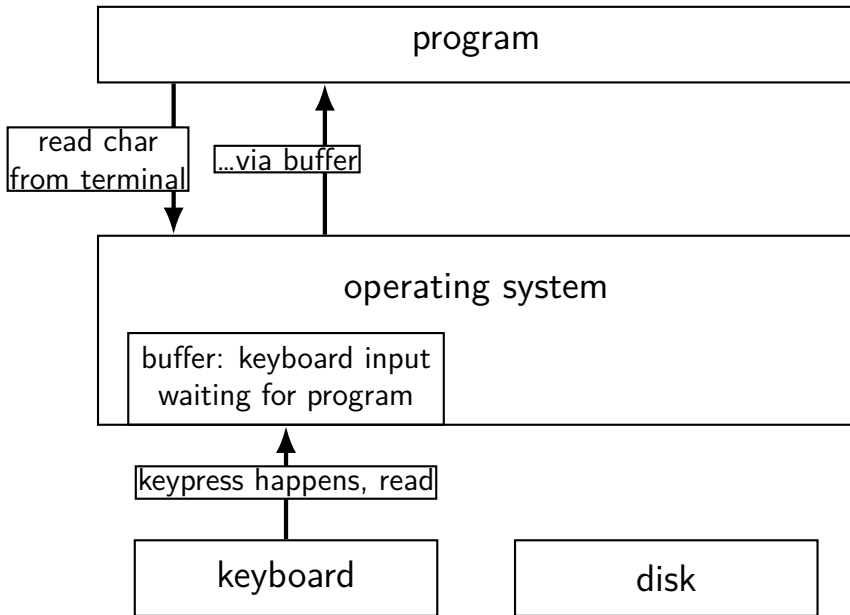 program
read char
from terminal
...via buffer
operating system
buffer: keyboard input
waiting for program
keypress happens, read
keyboard
disk